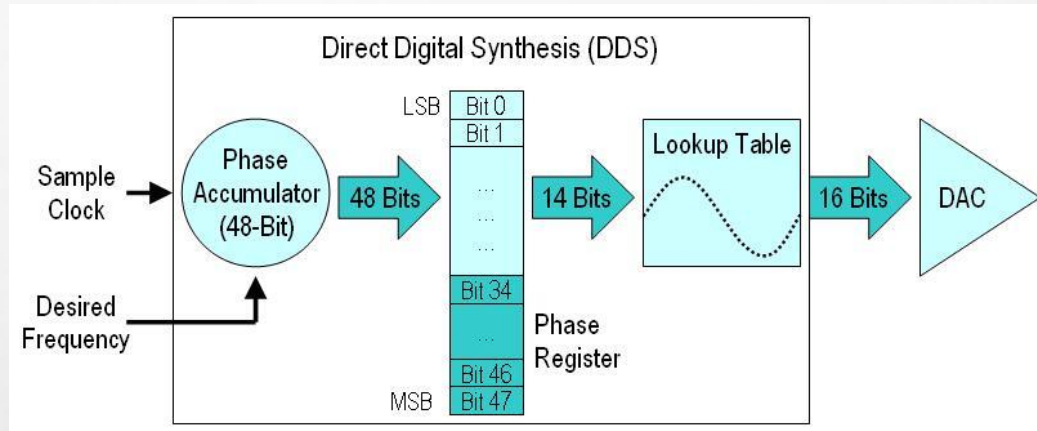 Direct Digital Synthesis (DDS)
Sample
Clock
Desired
Frequency
Phase
Accumulator
(48-Bit)
48 Bits
LSB
Bit 0
Bit 1
...
...
...
Bit 34
...
Bit 46
MSB
Bit 47
Phase
Register
14 Bits
Lookup Table
16 Bits
DAC